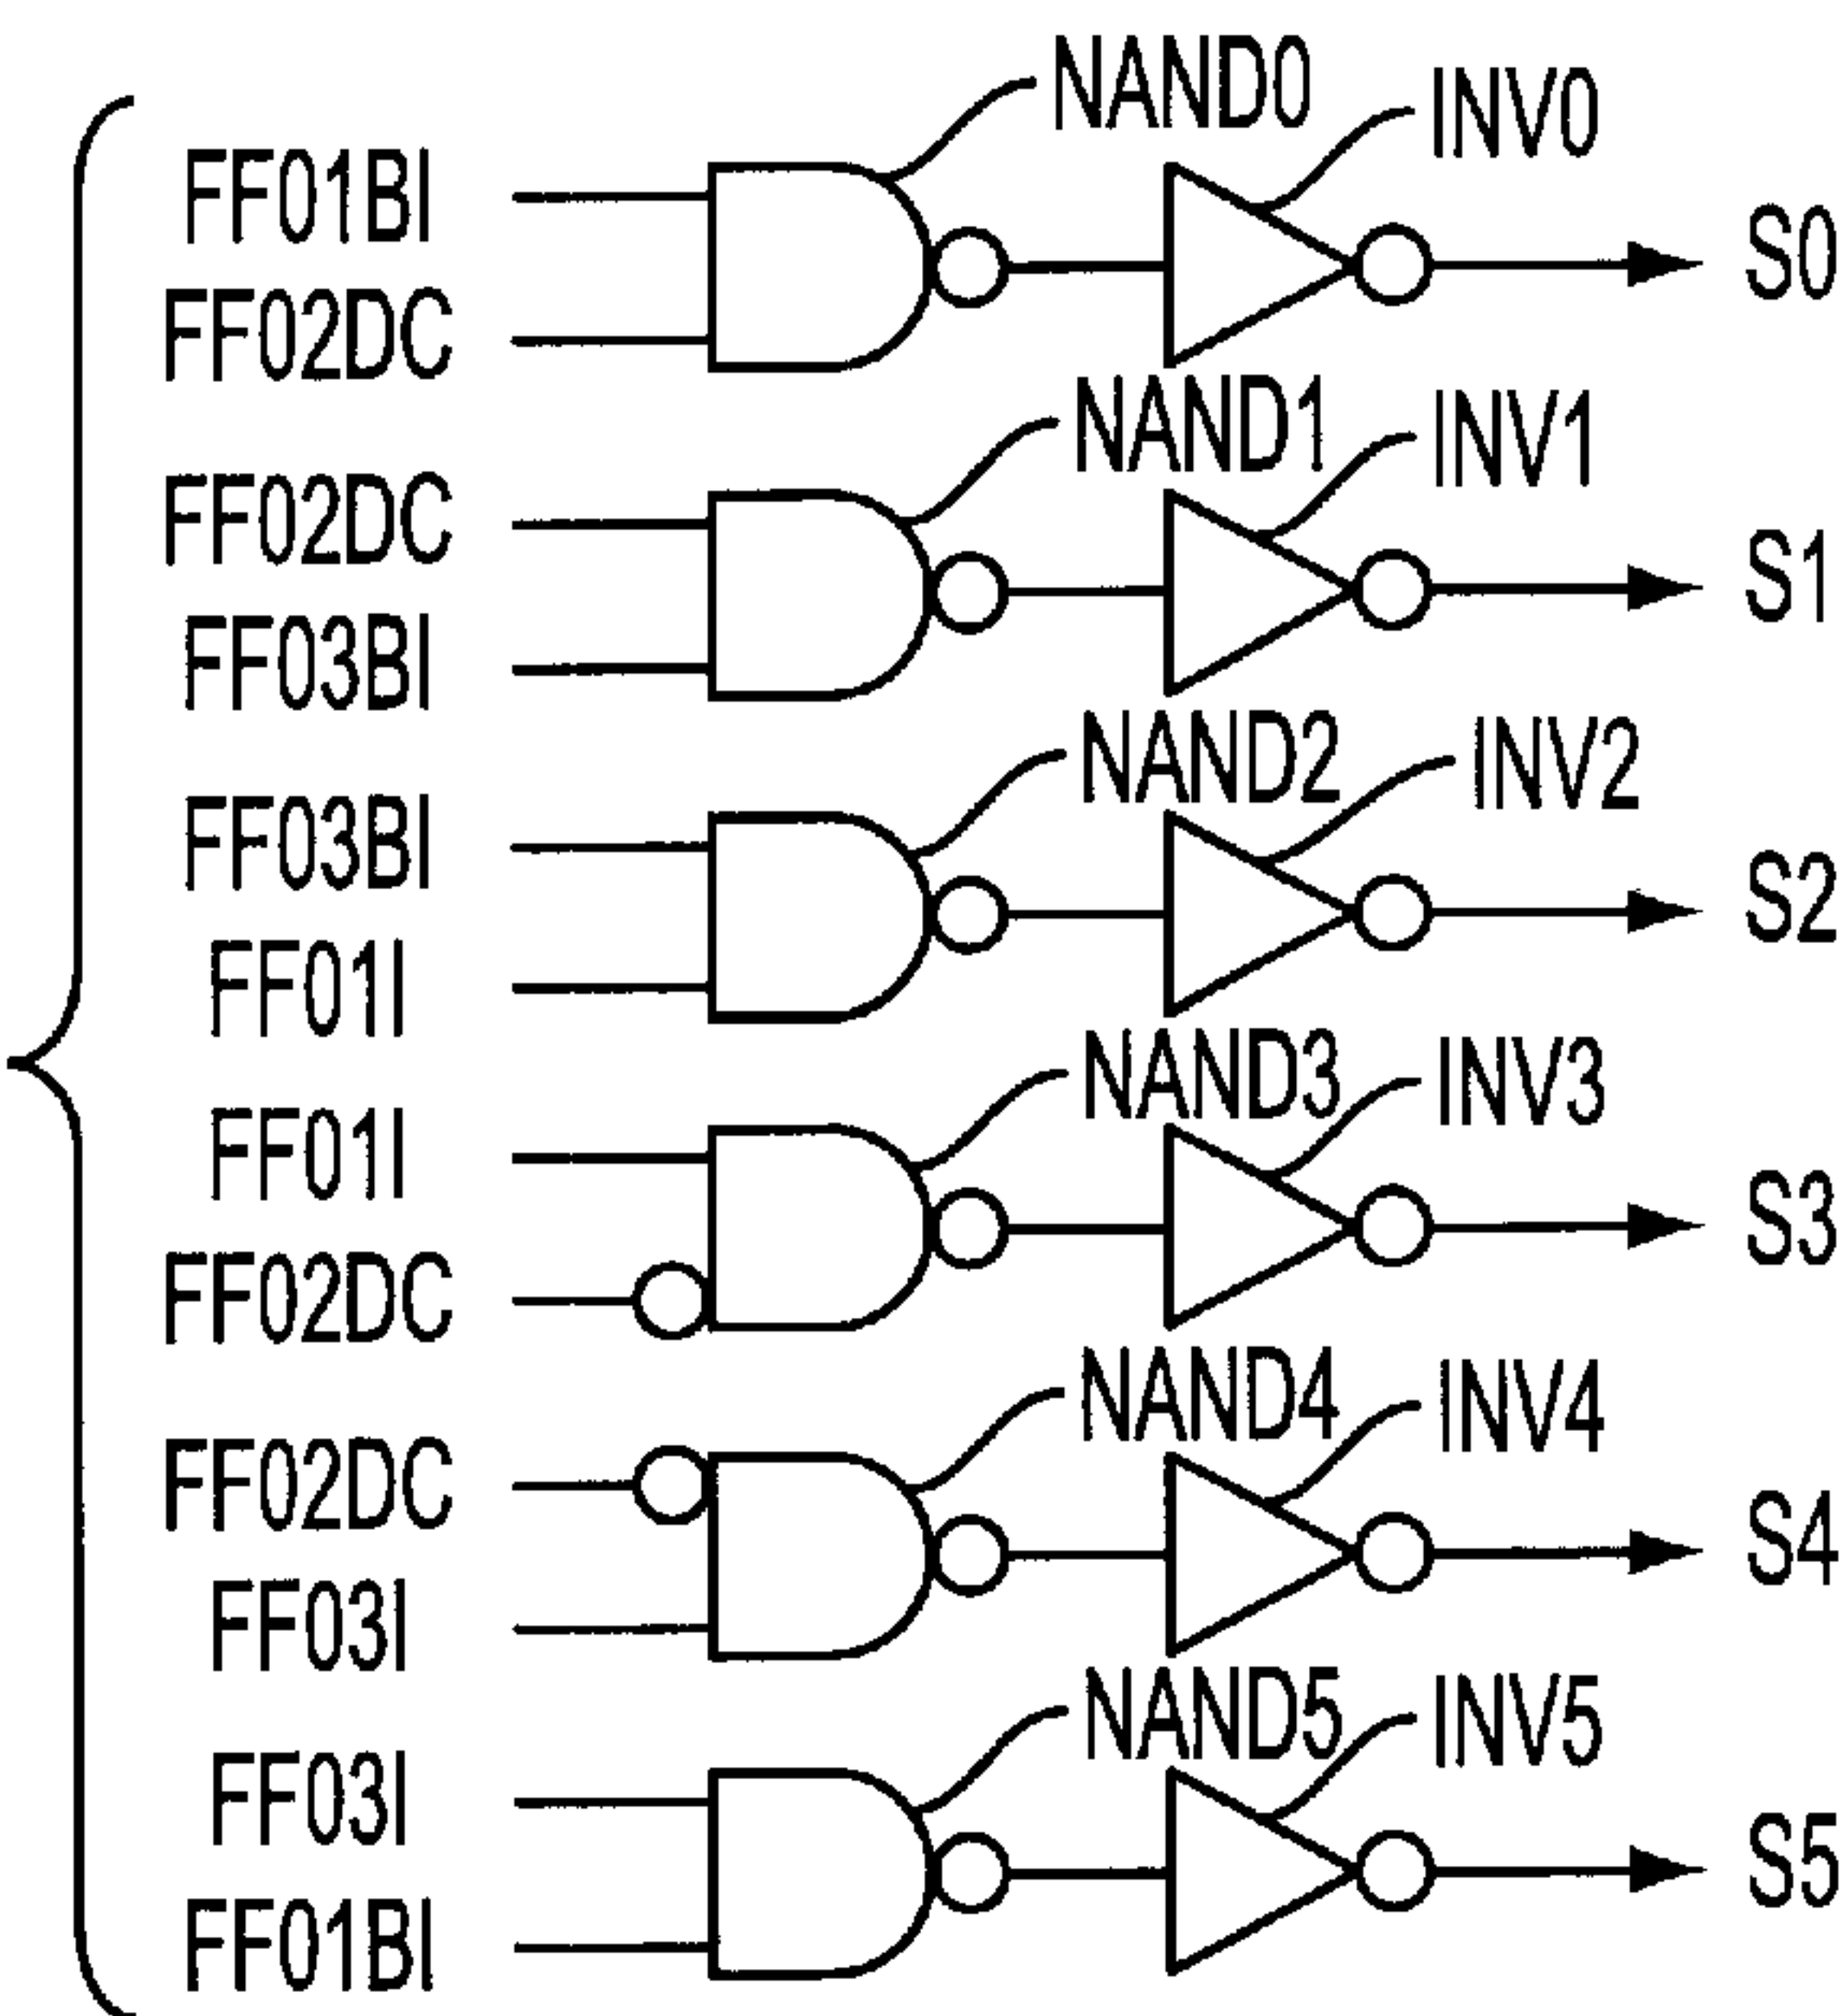 NAND0
INV0
FF01BI
S0
FF02DC
NAND1
INV1
FF02DC
S1
FF03BI
NAND2
INV2
FF03BI
S2
FF01I
NAND3
INV3
FF01I
S3
FF02DC
NAND4
INV4
FF02DC
S4
FF03I
NAND5
INV5
FF03I
S5
FF01BI